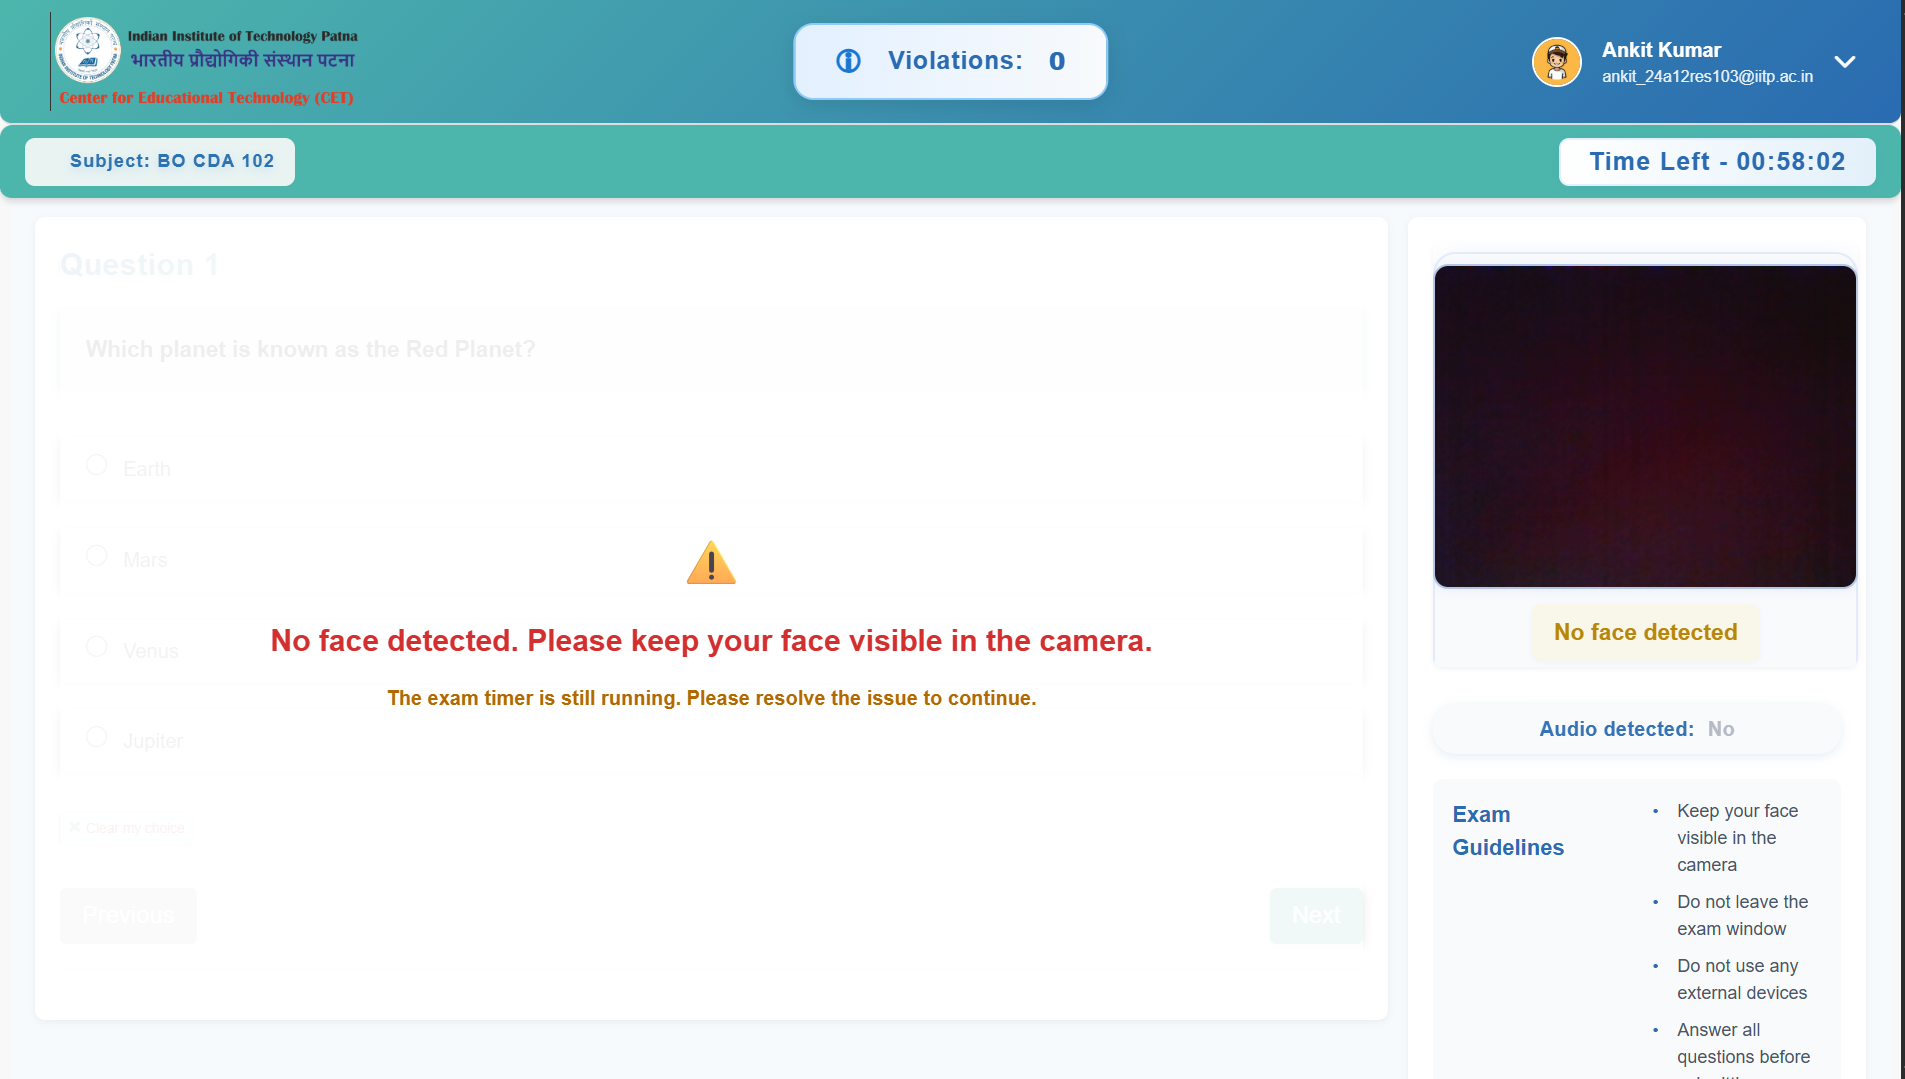 Indian Institute of Technology Patna
भारतीय प्रौद्योगिकी संस्थान पटना
Center for Educational Technology (CET)
Violations: 0
Ankit Kumar
ankit_24a12res103@iitp.ac.in
Subject: BO CDA 102
Time Left - 00:58:02
Question 1
Which planet is known as the Red Planet?
Earth
Mars
Venus
Jupiter
No face detected. Please keep your face visible in the camera.
The exam timer is still running. Please resolve the issue to continue.
Clear my choice
Previous
Next
No face detected
Audio detected: No
Exam
Guidelines
• Keep your face
visible in the
camera
• Do not leave the
exam window
• Do not use any
external devices
• Answer all
questions before